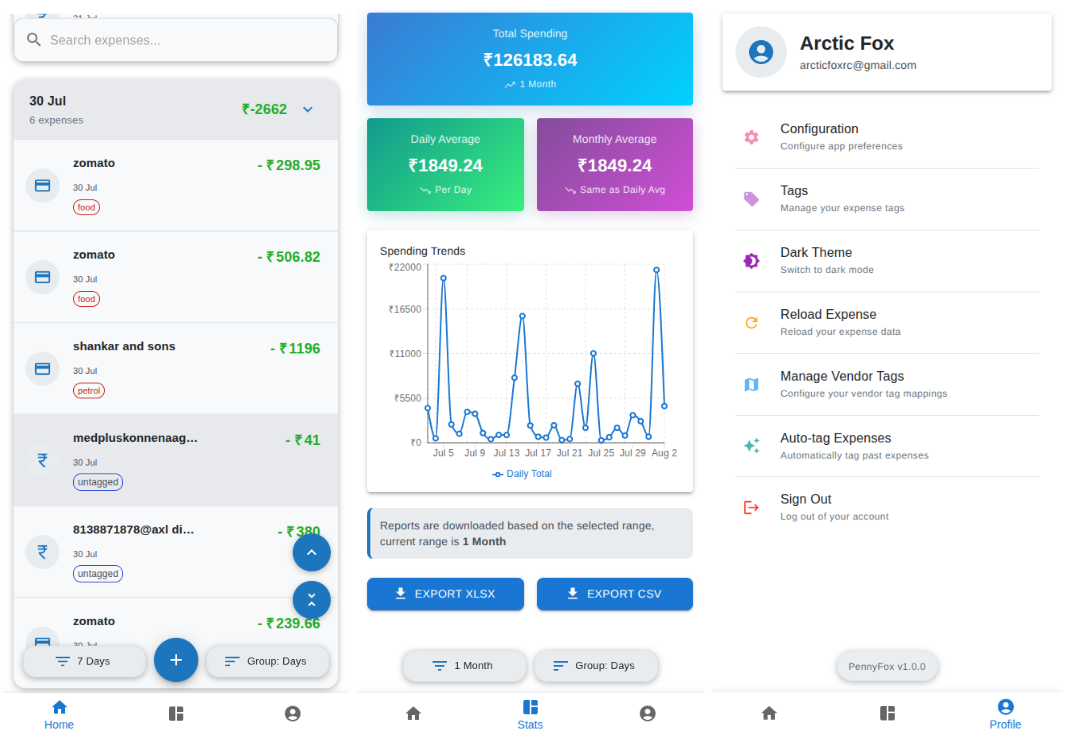 21 Jul
Search expenses...
30 Jul
6 expenses
₹-2662
zomato
- ₹298.95
30 Jul
food
zomato
- ₹506.82
30 Jul
food
shankar and sons
- ₹1196
30 Jul
petrol
medpluskonnenaag...
- ₹41
30 Jul
untagged
8138871878@axl di...
- ₹380
30 Jul
untagged
zomato
- ₹239.66
30 Jul
7 Days
Group: Days
Home
Total Spending
₹126183.64
1 Month
Daily Average
₹1849.24
Per Day
Monthly Average
₹1849.24
Same as Daily Avg
Spending Trends
₹22000
₹16500
₹11000
₹5500
₹0
Jul 5 Jul 9 Jul 13 Jul 17 Jul 21 Jul 25 Jul 29 Aug 2
Daily Total
Reports are downloaded based on the selected range,
current range is 1 Month
EXPORT XLSX
EXPORT CSV
1 Month
Group: Days
Stats
Arctic Fox
arcticfoxrc@gmail.com
Configuration
Configure app preferences
Tags
Manage your expense tags
Dark Theme
Switch to dark mode
Reload Expense
Reload your expense data
Manage Vendor Tags
Configure your vendor tag mappings
Auto-tag Expenses
Automatically tag past expenses
Sign Out
Log out of your account
PennyFox v1.0.0
Profile